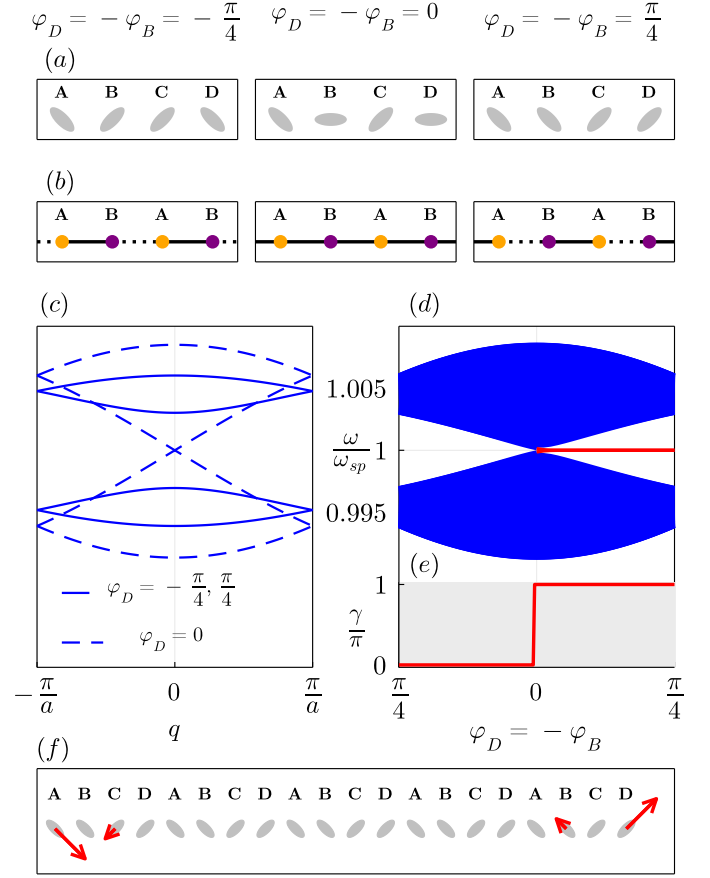 φ_D = − φ_B = − π/4 φ_D = − φ_B = 0 φ_D = − φ_B = π/4
(a)
A B C D A B C D A B C D
(b)
A B A B A B A B A B A B
(c) (d)
1.005
ω/ω_sp 1
0.995
(e)
φ_D = − π/4, π/4
φ_D = 0
1
γ/π
0
− π/a 0 π/a π/4 0 π/4
q φ_D = − φ_B
(f)
A B C D A B C D A B C D A B C D A B C D